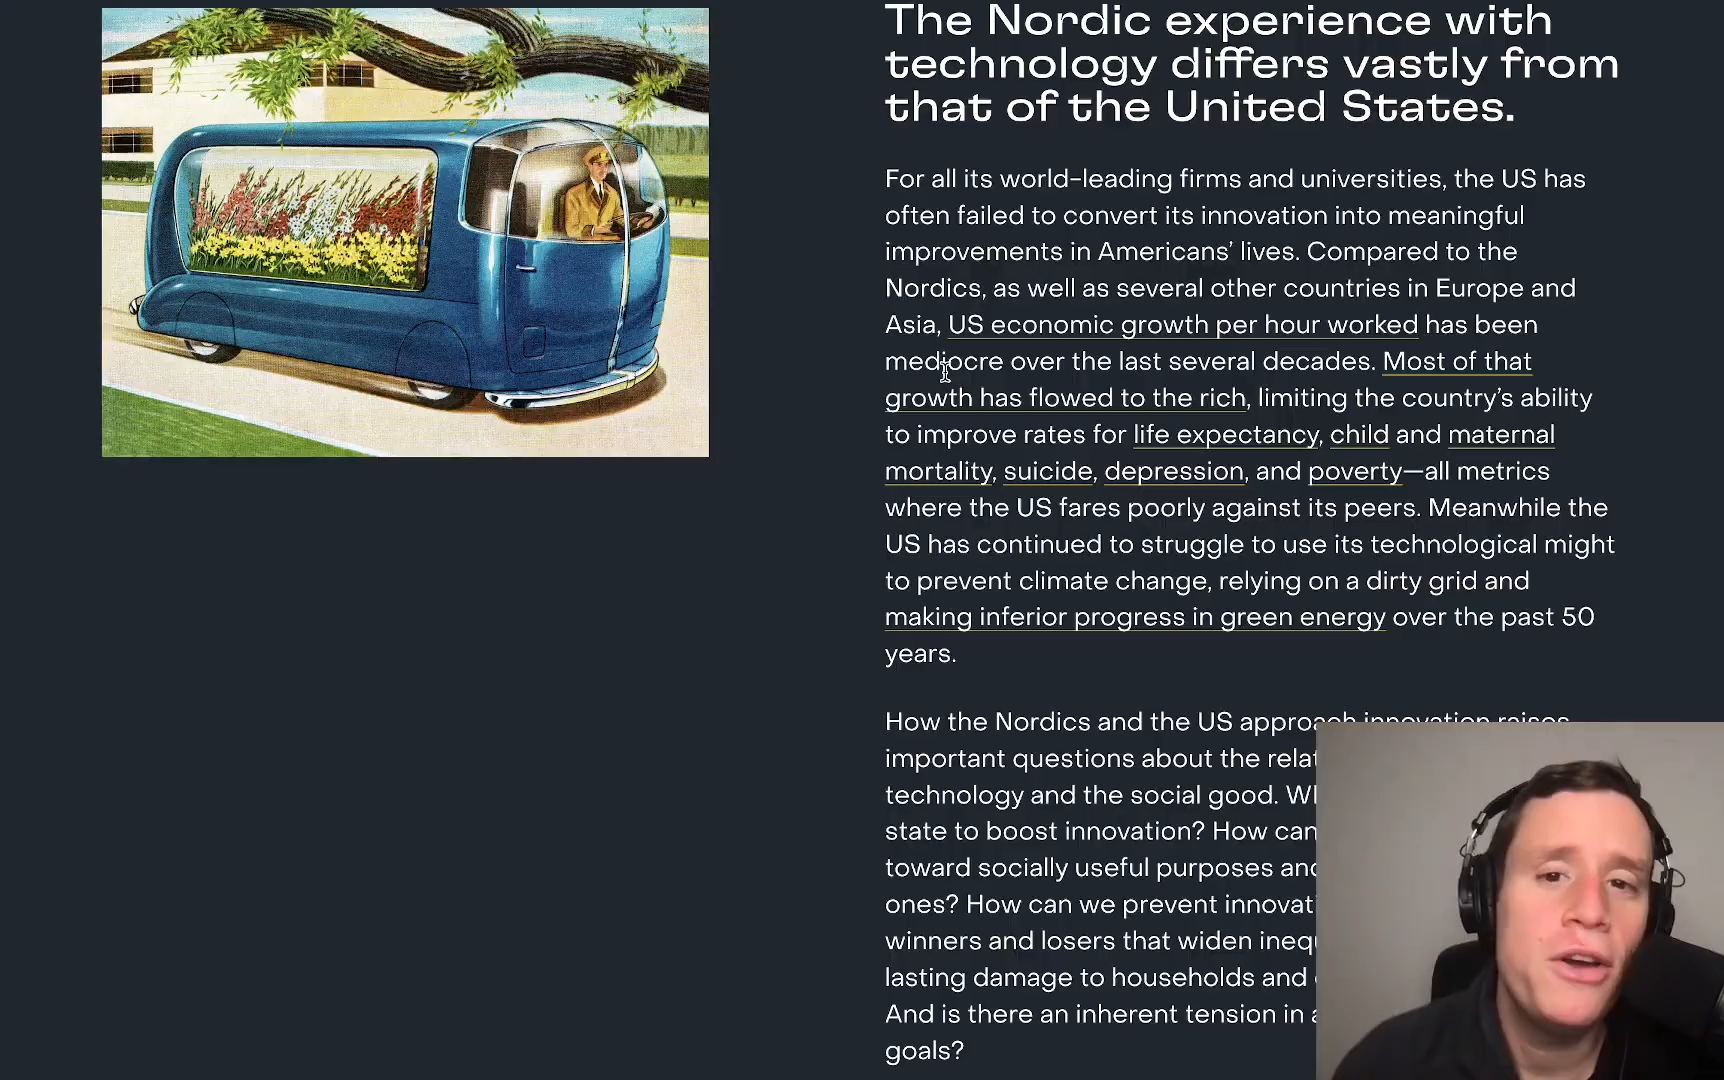 The Nordic experience with
technology differs vastly from
that of the United States.
For all its world-leading firms and universities, the US has
often failed to convert its innovation into meaningful
improvements in Americans’ lives. Compared to the
Nordics, as well as several other countries in Europe and
Asia, US economic growth per hour worked has been
mediocre over the last several decades. Most of that
growth has flowed to the rich, limiting the country’s ability
to improve rates for life expectancy, child and maternal
mortality, suicide, depression, and poverty—all metrics
where the US fares poorly against its peers. Meanwhile the
US has continued to struggle to use its technological might
to prevent climate change, relying on a dirty grid and
making inferior progress in green energy over the past 50
years.
How the Nordics and the US approach innovation raises
important questions about the
technology and the social good.
state to boost innovation? How can
toward socially useful purposes
ones? How can we prevent
winners and losers that widen
lasting damage to households and
And is there an inherent tension in
goals?